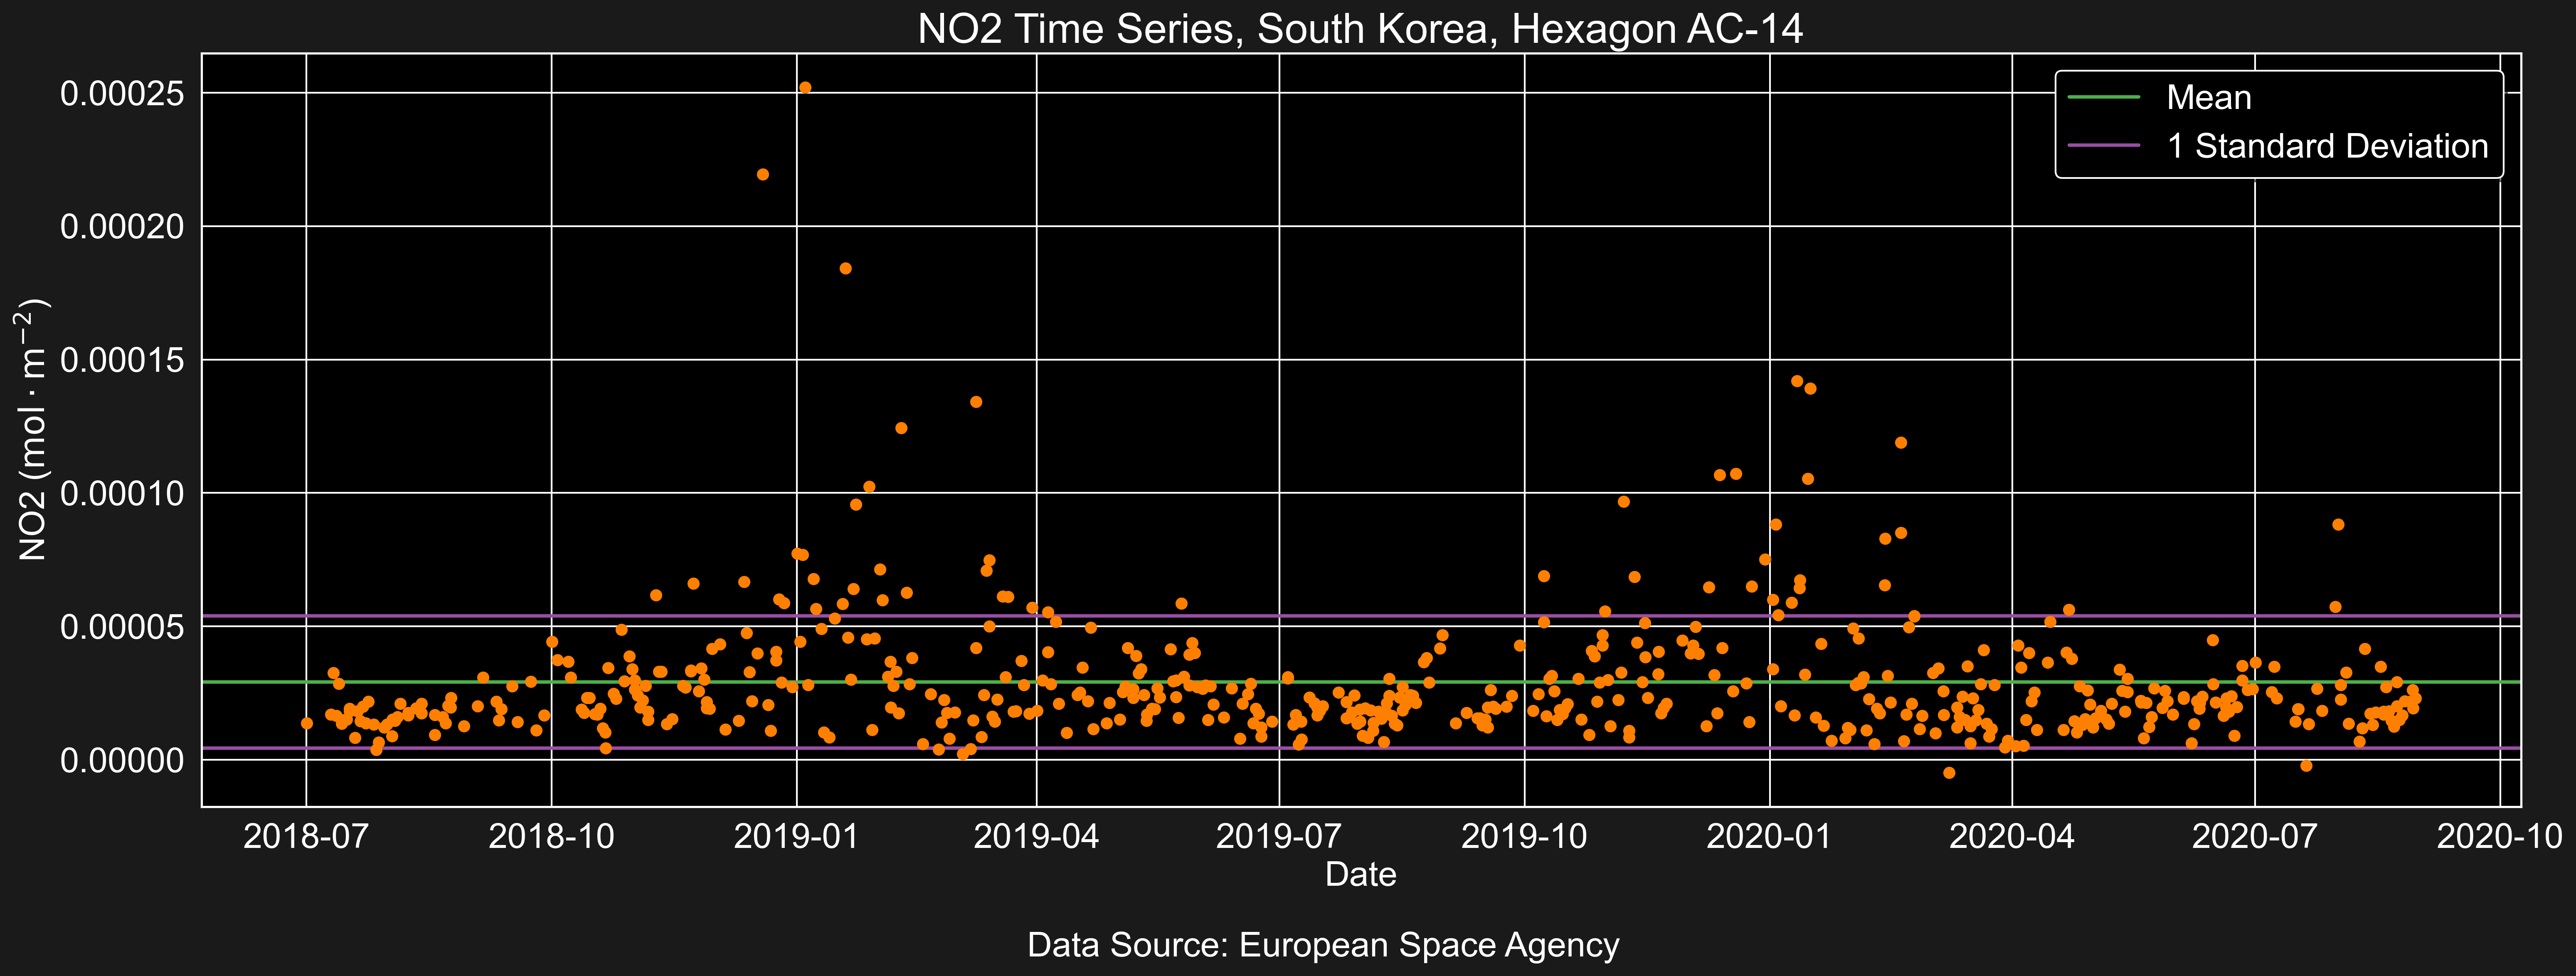 NO2 Time Series, South Korea, Hexagon AC-14
Mean
1 Standard Deviation
NO2 (mol · m⁻²)
0.00025
0.00020
0.00015
0.00010
0.00005
0.00000
2018-07 2018-10 2019-01 2019-04 2019-07 2019-10 2020-01 2020-04 2020-07 2020-10
Date
Data Source: European Space Agency